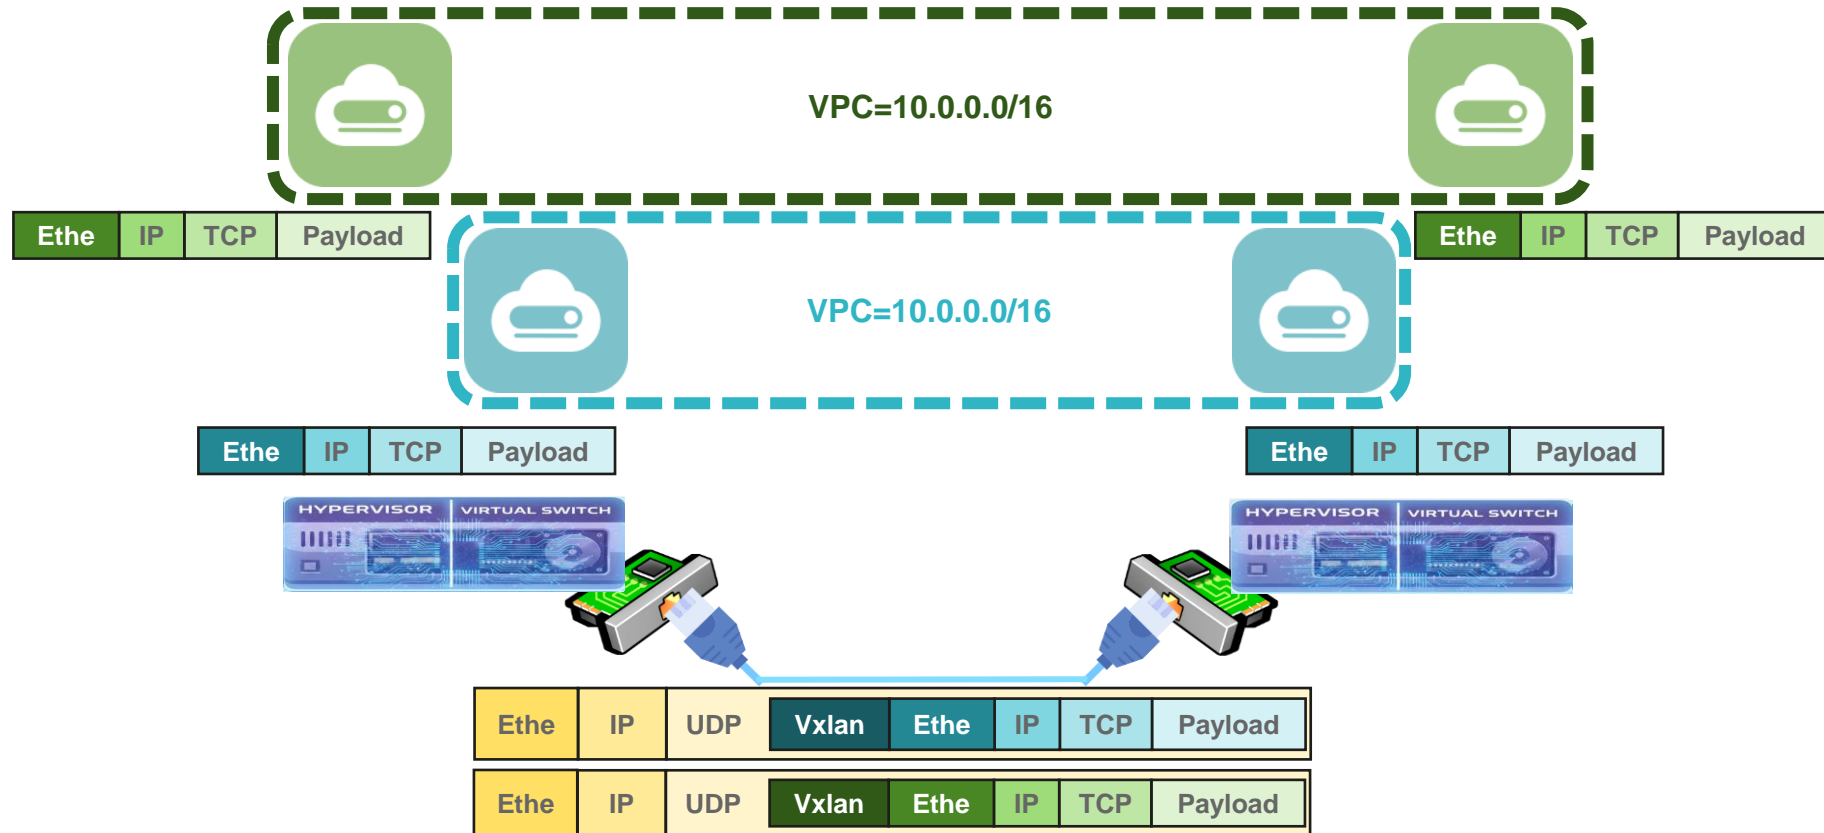 VPC=10.0.0.0/16
Ethe IP TCP Payload
Ethe IP TCP Payload
VPC=10.0.0.0/16
Ethe IP TCP Payload
Ethe IP TCP Payload
HYPERVISOR VIRTUAL SWITCH
HYPERVISOR VIRTUAL SWITCH
Ethe IP UDP Vxlan Ethe IP TCP Payload
Ethe IP UDP Vxlan Ethe IP TCP Payload